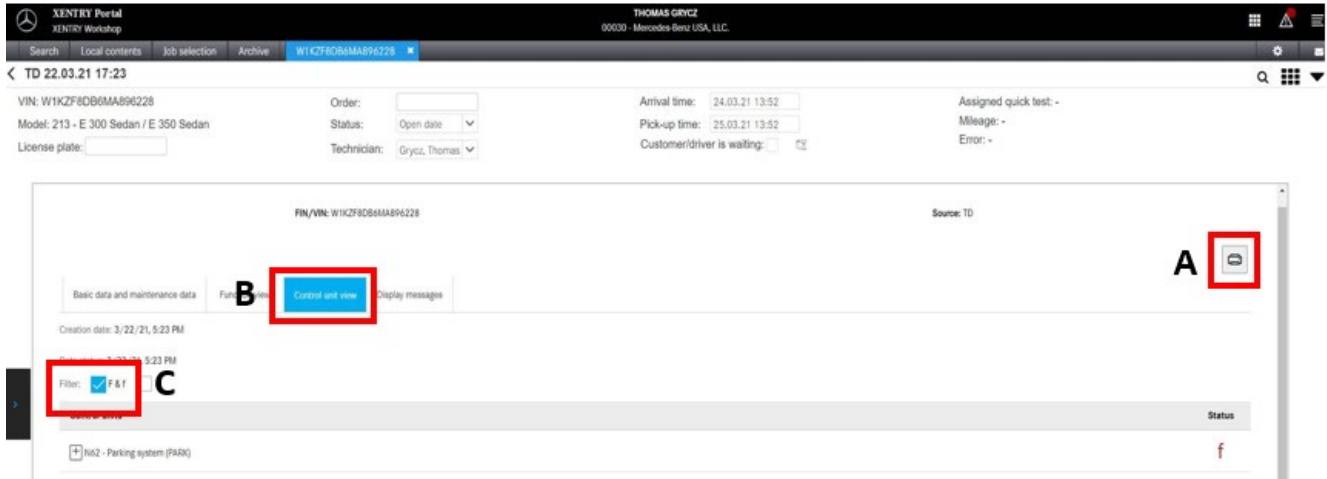 XENTRY Portal
XENTRY Workshop
THOMAS GRYCZ
00030 - Mercedes-Benz USA, LLC.
Search Local contents Job selection Archive W1KZF8DB6MA896228 ×
TD 22.03.21 17:23
VIN: W1KZF8DB6MA896228 Order: Arrival time: 24.03.21 13:52 Assigned quick test: -
Model: 213 - E 300 Sedan / E 350 Sedan Status: Open date Pick-up time: 25.03.21 13:52 Mileage: -
License plate: Technician: Grycz, Thomas Customer/driver is waiting: Error: -
FIN/VIN: W1KZF8DB6MA896228 Source: TD
A
B
Basic data and maintenance data Control unit view Display messages
Creation date: 3/22/21, 5:23 PM
5:23 PM
Filter: F & f C
Status
N62 - Parking system (PARK) f